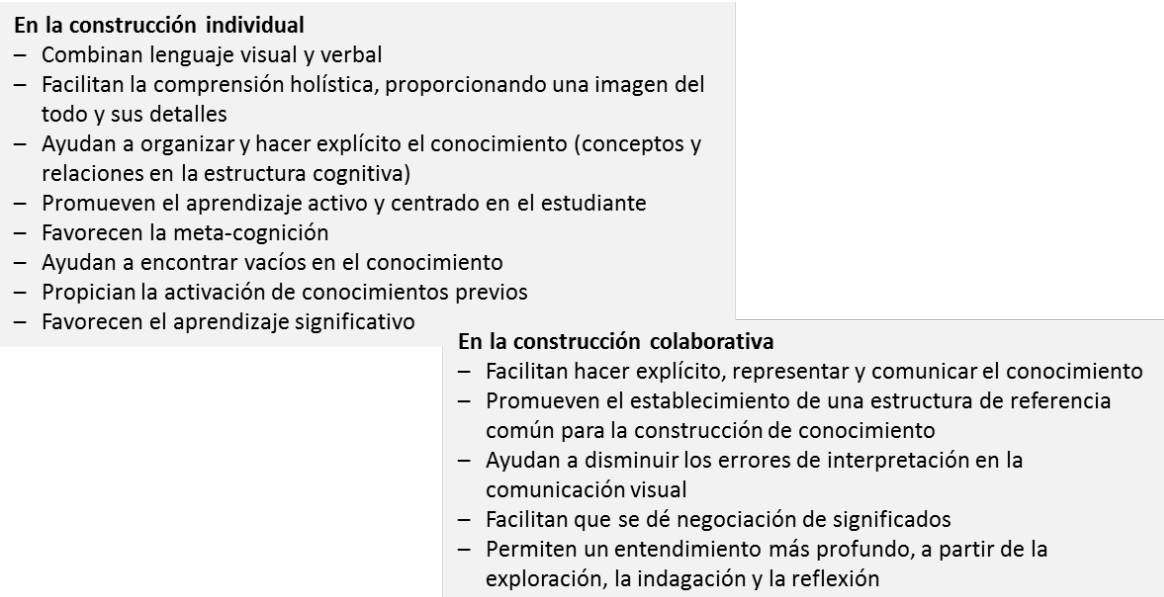 En la construcción individual
– Combinan lenguaje visual y verbal
– Facilitan la comprensión holística, proporcionando una imagen del
todo y sus detalles
– Ayudan a organizar y hacer explícito el conocimiento (conceptos y
relaciones en la estructura cognitiva)
– Promueven el aprendizaje activo y centrado en el estudiante
– Favorecen la meta-cognición
– Ayudan a encontrar vacíos en el conocimiento
– Propician la activación de conocimientos previos
– Favorecen el aprendizaje significativo
En la construcción colaborativa
– Facilitan hacer explícito, representar y comunicar el conocimiento
– Promueven el establecimiento de una estructura de referencia
común para la construcción de conocimiento
– Ayudan a disminuir los errores de interpretación en la
comunicación visual
– Facilitan que se dé negociación de significados
– Permiten un entendimiento más profundo, a partir de la
exploración, la indagación y la reflexión